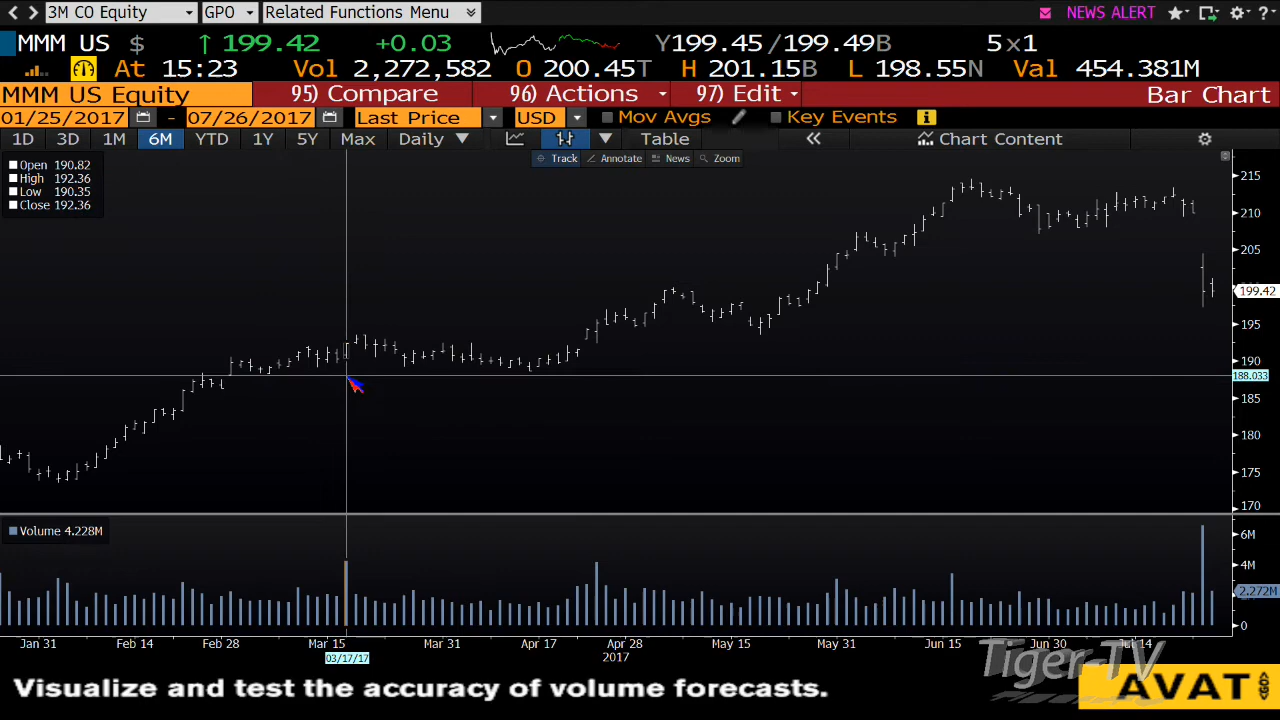 3M CO Equity GPO Related Functions Menu NEWS ALERT ?
MMM US $ ↑ 199.42 +0.03 Y199.45/199.49B 5x1
At 15:23 Vol 2,272,582 O 200.45T H 201.15B L 198.55N Val 454.381M
MMM US Equity 95) Compare 96) Actions 97) Edit Bar Chart
01/25/2017 - 07/26/2017 Last Price USD Mov Avgs Key Events i
1D 3D 1M 6M YTD 1Y 5Y Max Daily ▼ Table « Chart Content
Track Annotate News Zoom
Open 190.82
High 192.36
Low 190.35
Close 192.36
215
210
205
199.42
195
190
188.033
185
180
175
170
Volume 4.228M
6M
4M
2.272M
0
Jan 31 Feb 14 Feb 28 Mar 15 Mar 31 Apr 17 Apr 28 May 15 May 31 Jun 15 Jun 30 Jul 14
03/17/17 2017
Tiger-TV
Visualize and test the accuracy of volume forecasts. AVAT <GO>